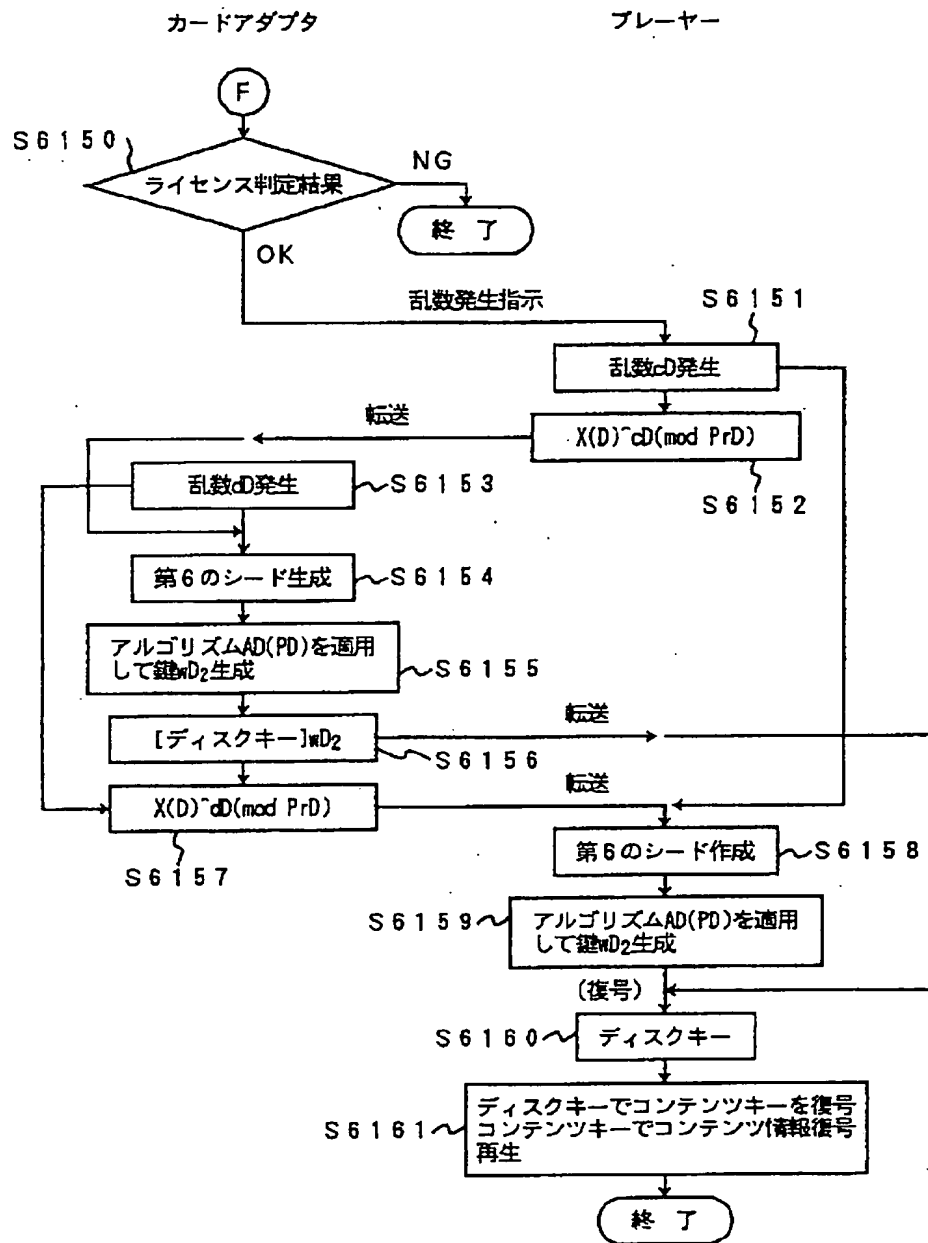 カードアダプタ
プレーヤー
F
S6150
NG
ライセンス判定結果
終了
OK
乱数発生指示
S6151
乱数cD発生
転送
X(D)^cD(mod PrD)
乱数dD発生
S6153
S6152
第6のシード生成
S6154
アルゴリズムAD(PD)を適用
して鍵wD₂生成
S6155
転送
[ディスクキー]wD₂
S6156
転送
X(D)^dD(mod PrD)
第6のシード作成
S6158
S6157
S6159
アルゴリズムAD(PD)を適用
して鍵wD₂生成
(復号)
S6160
ディスクキー
ディスクキーでコンテンツキーを復号
S6161
コンテンツキーでコンテンツ情報復号
再生
終了